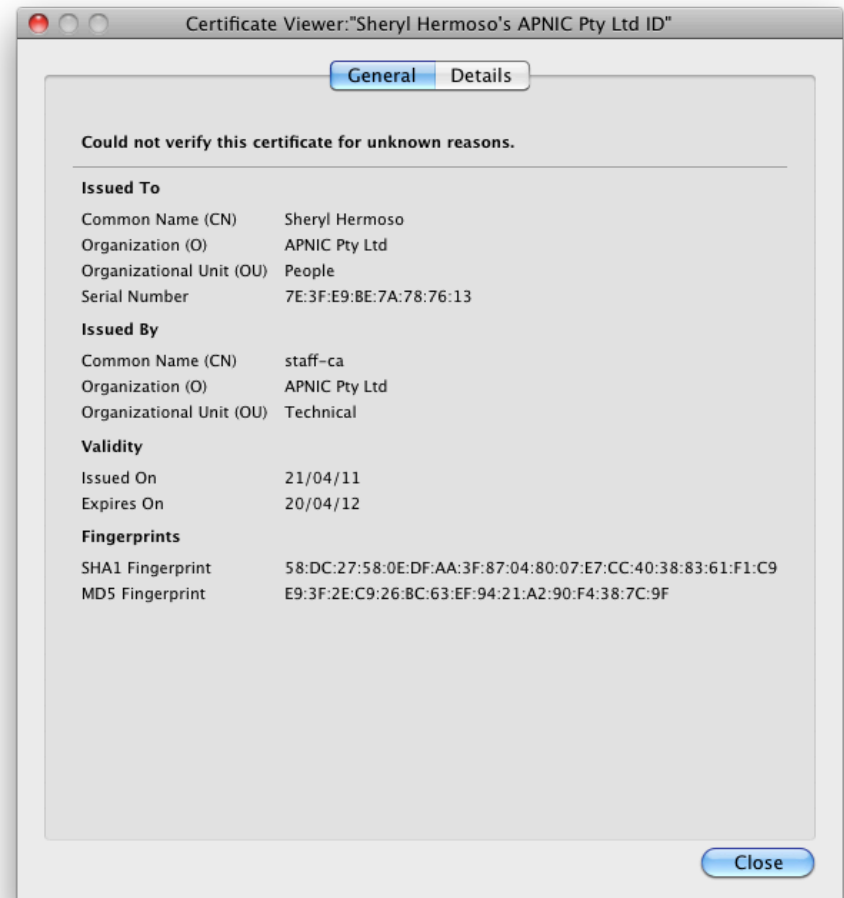 Certificate Viewer:"Sheryl Hermoso's APNIC Pty Ltd ID"
General Details
Could not verify this certificate for unknown reasons.
Issued To
Common Name (CN) Sheryl Hermoso
Organization (O) APNIC Pty Ltd
Organizational Unit (OU) People
Serial Number 7E:3F:E9:BE:7A:78:76:13
Issued By
Common Name (CN) staff-ca
Organization (O) APNIC Pty Ltd
Organizational Unit (OU) Technical
Validity
Issued On 21/04/11
Expires On 20/04/12
Fingerprints
SHA1 Fingerprint 58:DC:27:58:0E:DF:AA:3F:87:04:80:07:E7:CC:40:38:83:61:F1:C9
MD5 Fingerprint E9:3F:2E:C9:26:BC:63:EF:94:21:A2:90:F4:38:7C:9F
Close